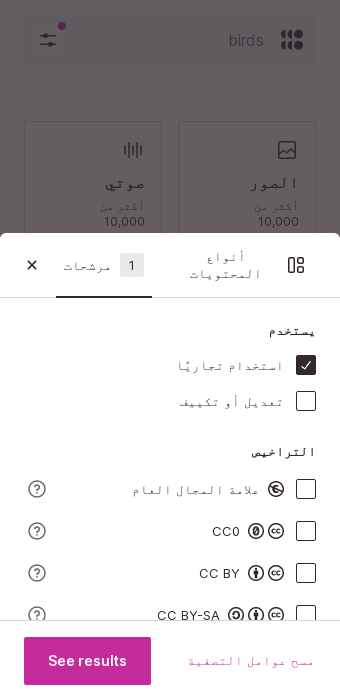 birds
الصور
أكثر من
10,000
صوتي
أكثر من
10,000
أنواع
المحتويات
1
مرشحات
يستخدم
استخدام تجاريًا
تعديل أو تكييف
التراخيص
علامة المجال العام
CC0
CC BY
CC BY-SA
مسح عوامل التصفية
See results